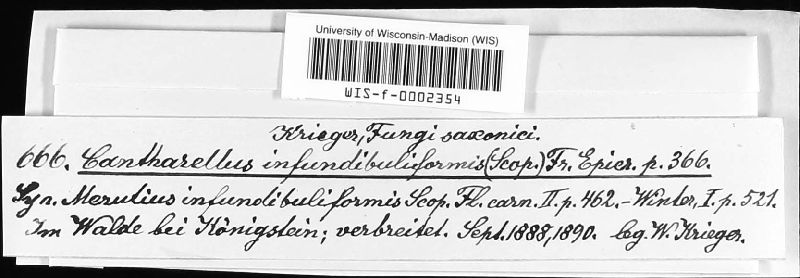 University of Wisconsin-Madison (WIS)
WIS-f-0002354
Krieger, Fungi saxonici.
666. Cantharellus infundibuliformis (Scop.) Fr. Epicr. p. 366.
Syn. Merulius infundibuliformis Scop. Fl. carn. II. p. 462. - Winter, I. p. 521.
Im Walde bei Königstein; verbreitet. Sept. 1888, 1890. leg. W. Krieger.